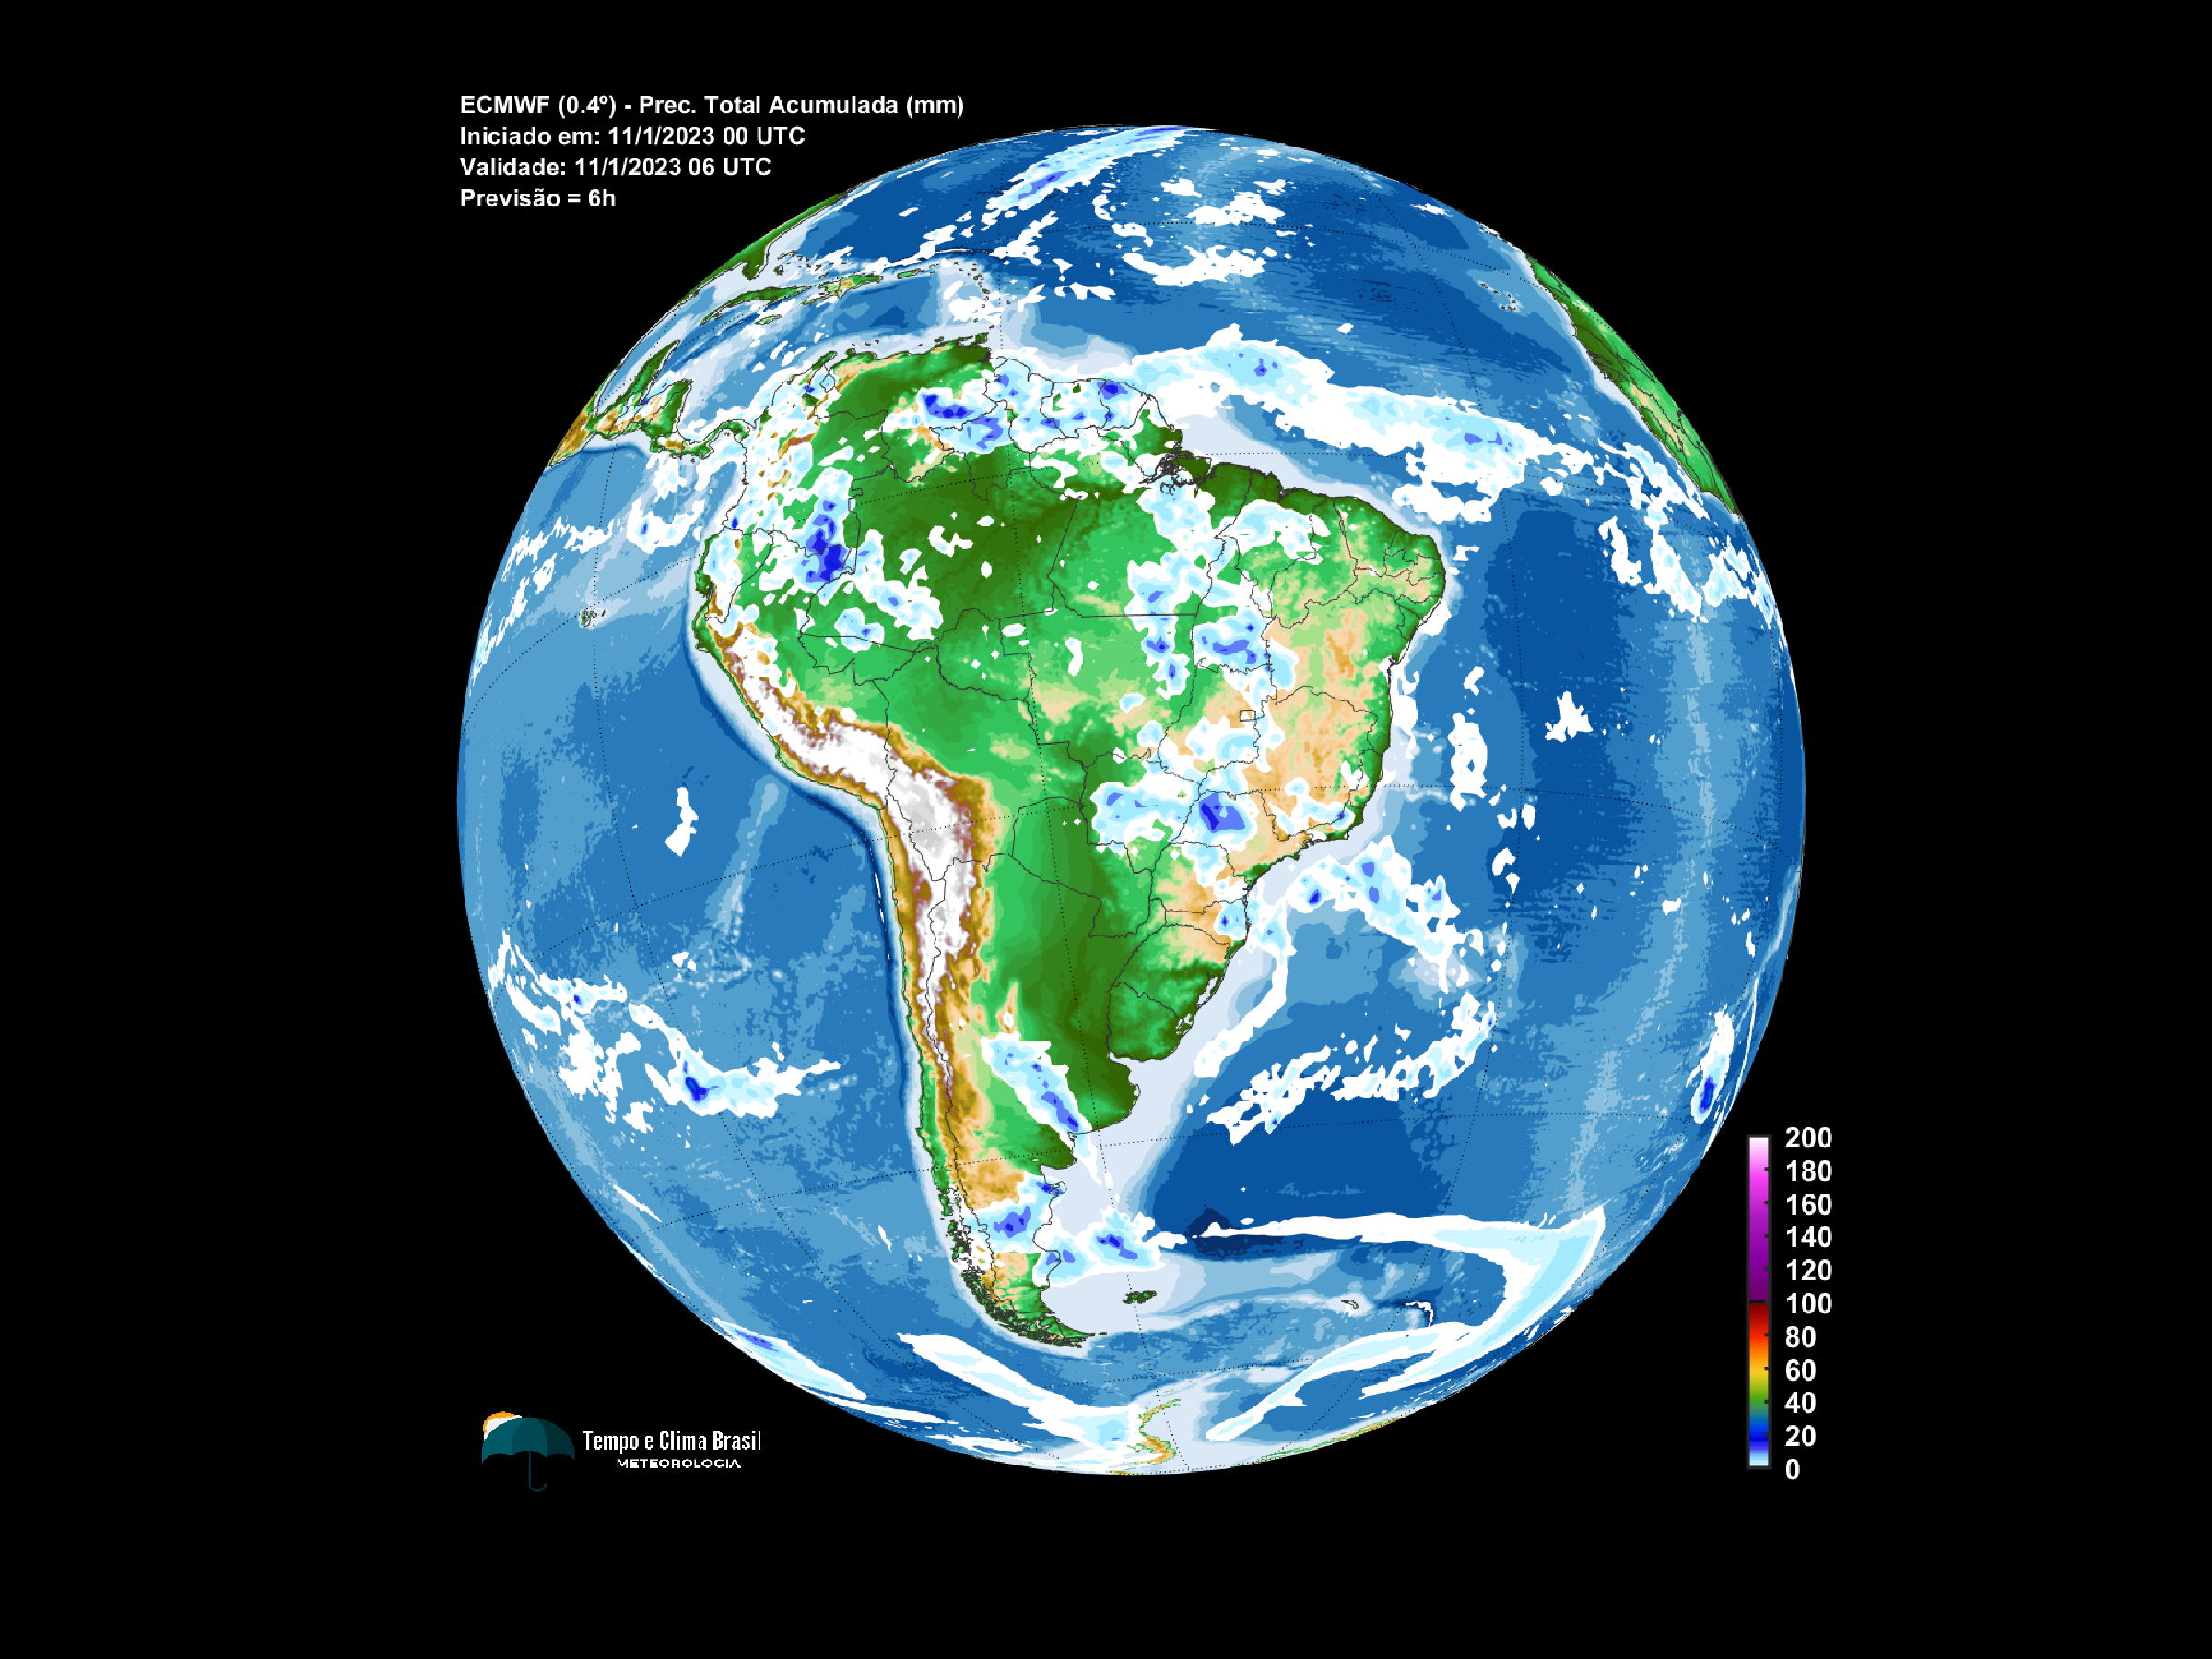 ECMWF (0.4º) - Prec. Total Acumulada (mm)
Iniciado em: 11/1/2023 00 UTC
Validade: 11/1/2023 06 UTC
Previsão = 6h
200
180
160
140
120
100
80
60
40
20
0
Tempo e Clima Brasil
METEOROLOGIA